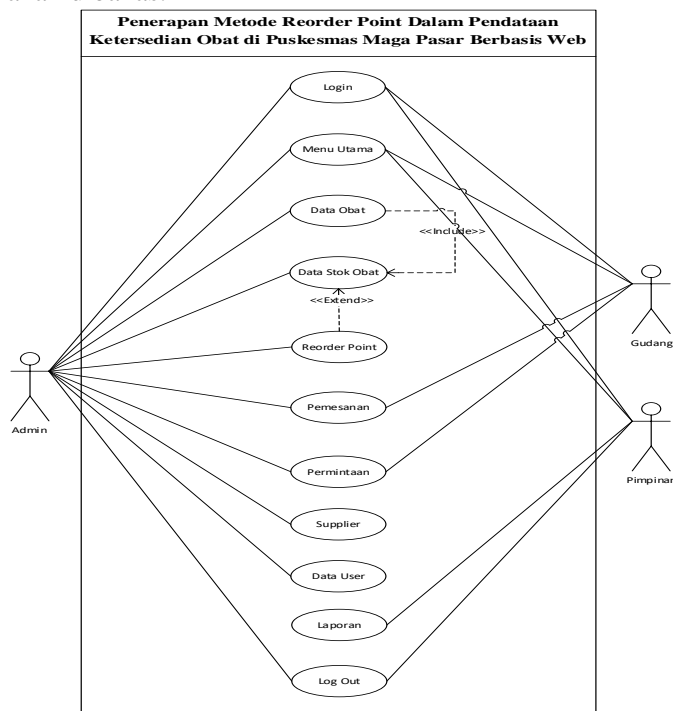 Penerapan Metode Reorder Point Dalam Pendataan
Ketersedian Obat di Puskesmas Maga Pasar Berbasis Web
Login
Menu Utama
Data Obat
<<Include>>
Data Stok Obat
<<Extend>>
Reorder Point
Gudang
Pemesanan
Admin
Permintaan
Pimpinan
Supplier
Data User
Laporan
Log Out